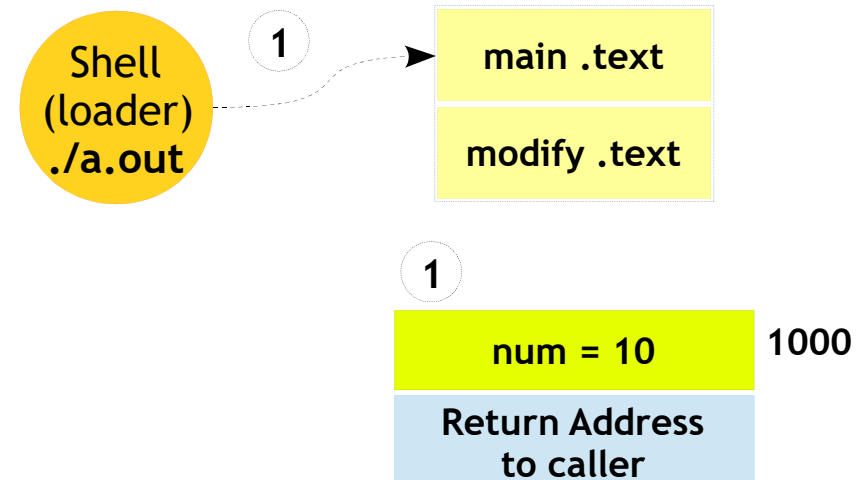 Shell
(loader)
./a.out
1
main .text
modify .text
1
num = 10
1000
Return Address
to caller